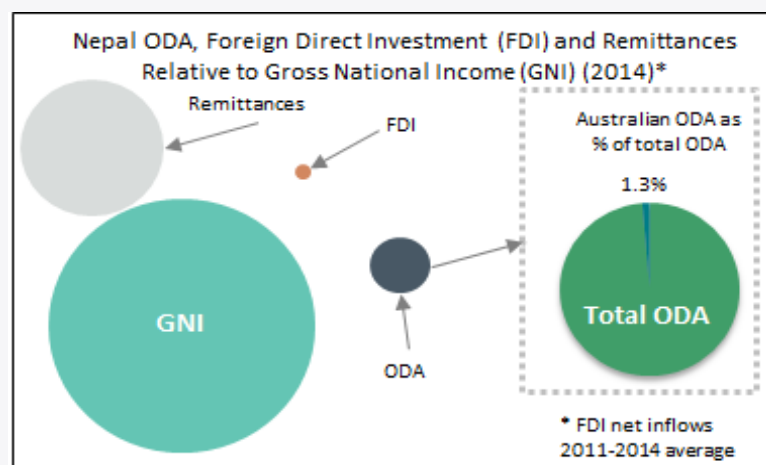 Nepal ODA, Foreign Direct Investment (FDI) and Remittances
Relative to Gross National Income (GNI) (2014)*
Remittances
FDI
GNI
ODA
Australian ODA as
% of total ODA
1.3%
Total ODA
* FDI net inflows
2011-2014 average